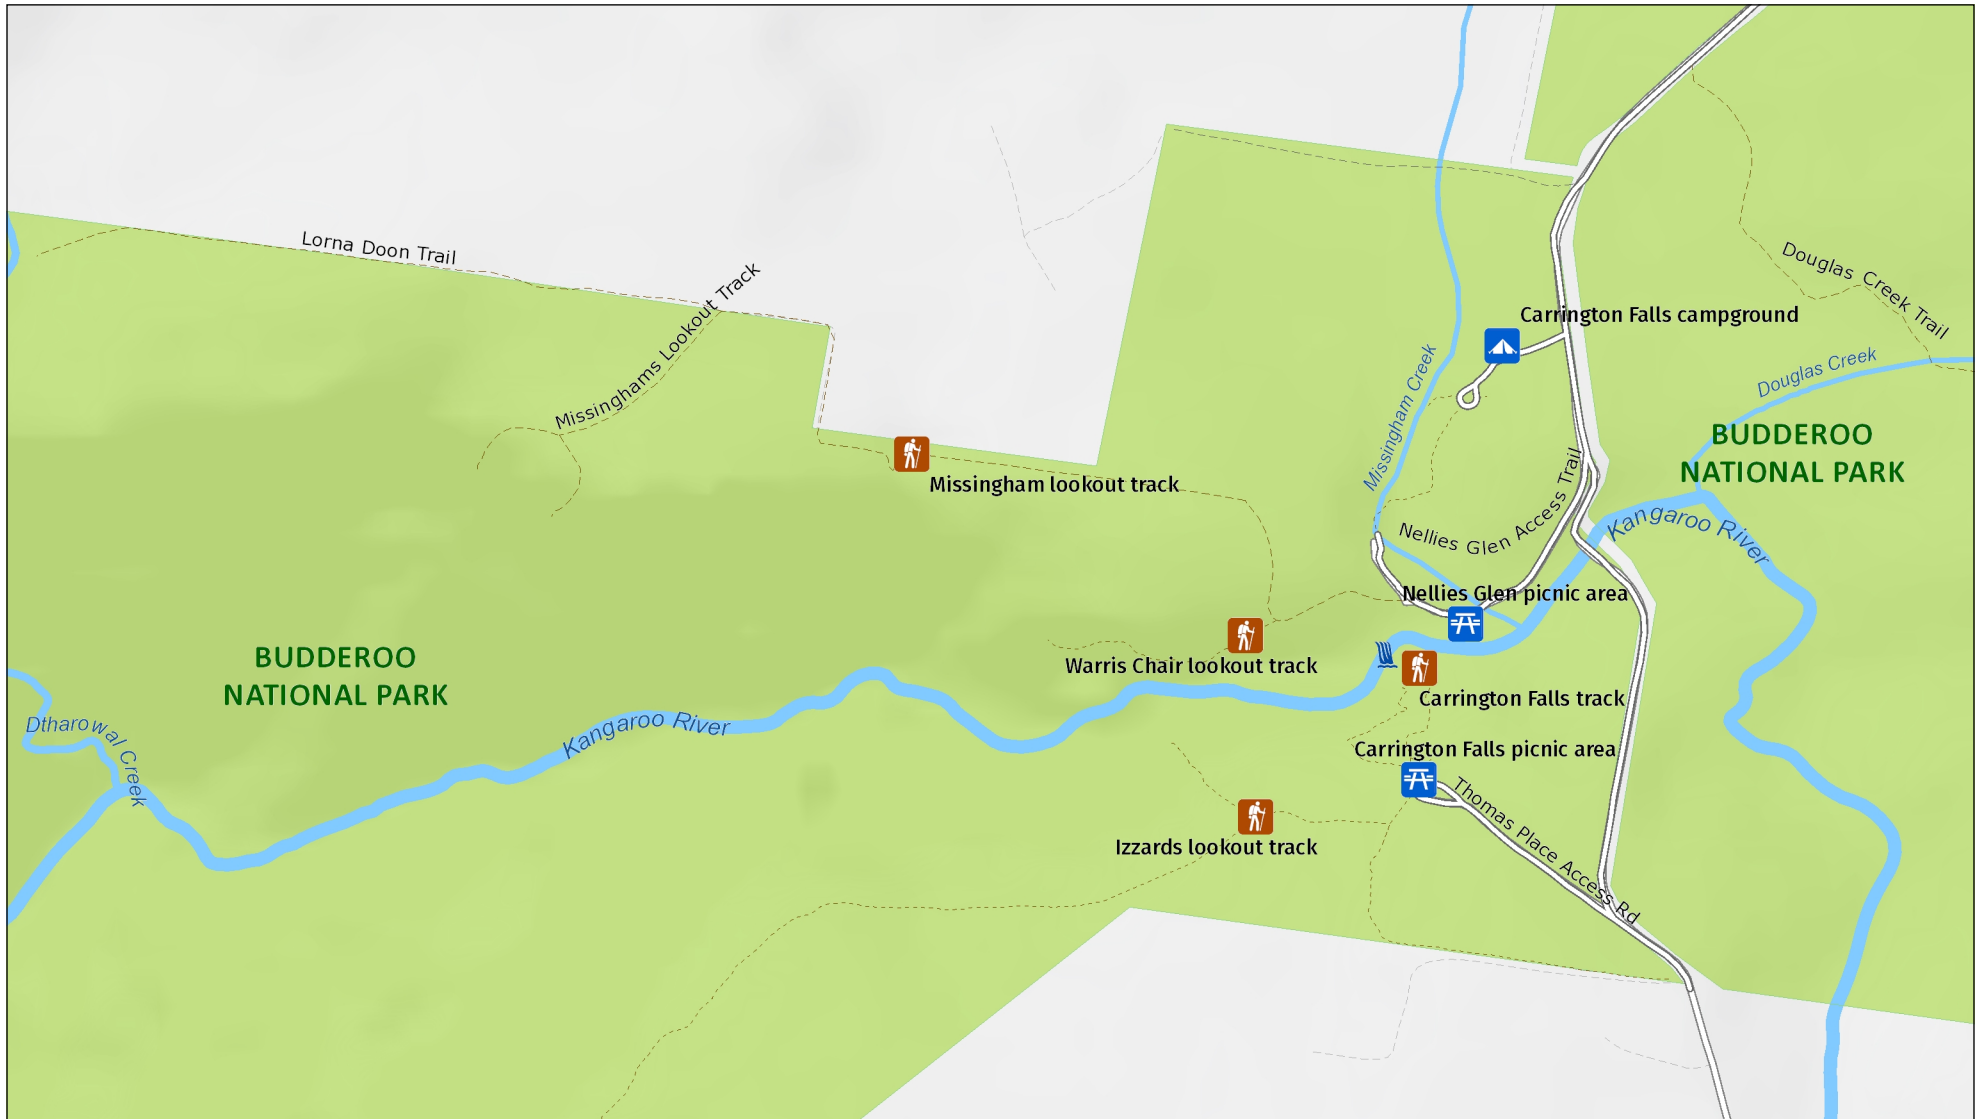 Lorna Doon Trail
Missinghams Lookout Track
Douglas Creek Trail
Carrington Falls campground
Missingham Creek
Douglas Creek
BUDDEROO
NATIONAL PARK
Missingham lookout track
Nellies Glen Access Trail
Kangaroo River
Nellies Glen picnic area
Warris Chair lookout track
BUDDEROO
NATIONAL PARK
Carrington Falls track
Dtharowal Creek
Kangaroo River
Carrington Falls picnic area
Thomas Place Access Rd
Izzards lookout track